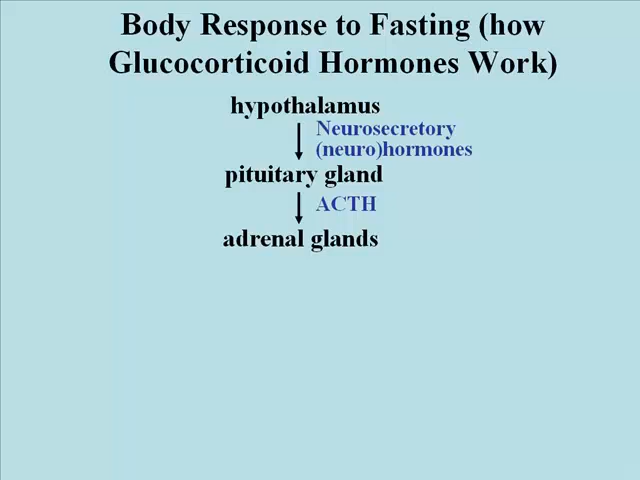 Body Response to Fasting (how
Glucocorticoid Hormones Work)
hypothalamus
Neurosecretory
(neuro)hormones
pituitary gland
ACTH
adrenal glands